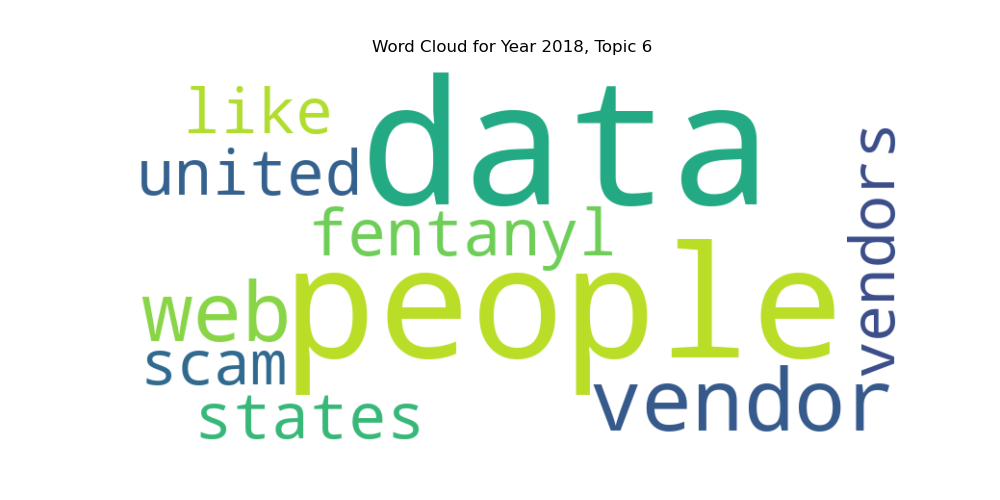 Word Cloud for Year 2018, Topic 6
like
data
united
vendors
fentanyl
people
web
scam
vendor
states